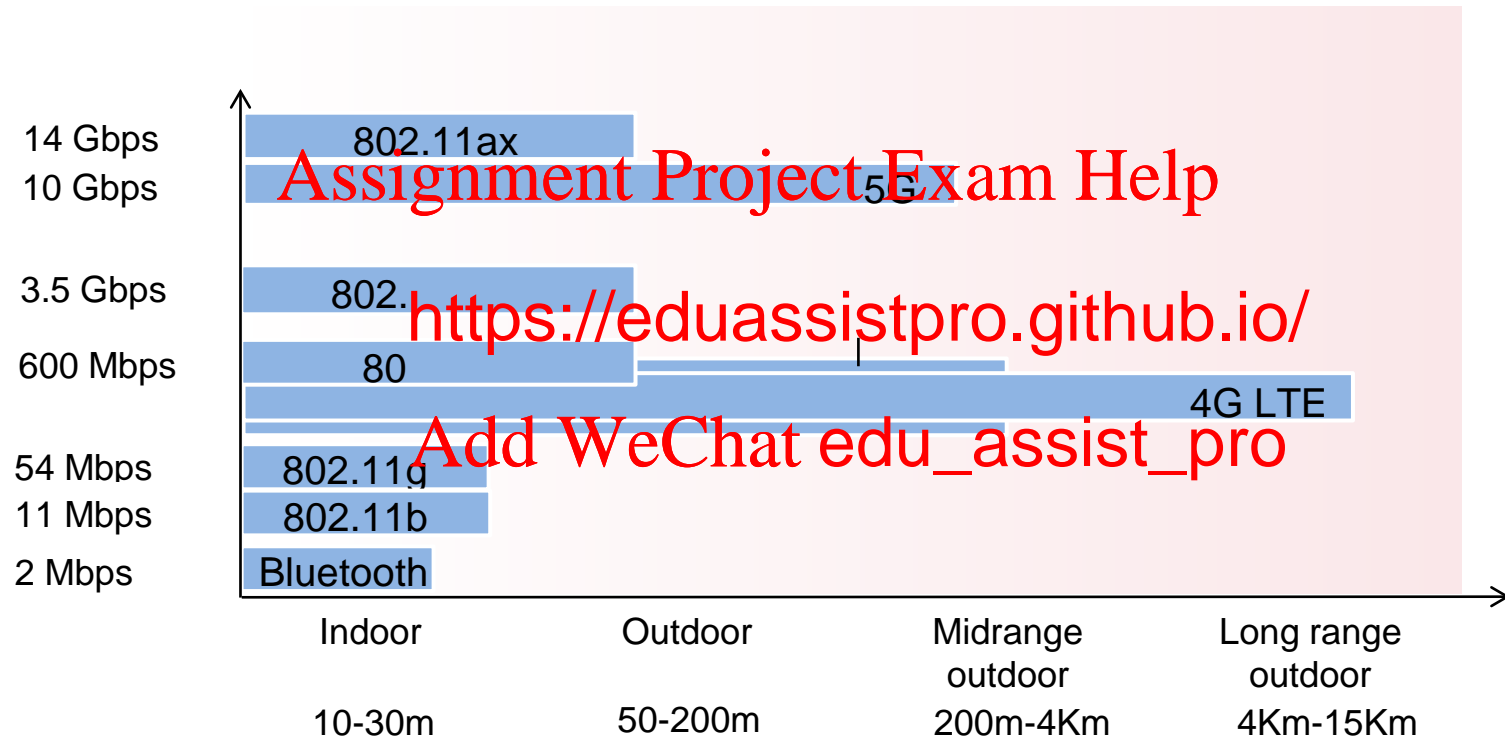 14 Gbps
802.11ax
Assignment Project Exam Help
10 Gbps
5G
3.5 Gbps
802.
https://eduassistpro.github.io/
600 Mbps
80
4G LTE
Add WeChat edu_assist_pro
54 Mbps
802.11g
11 Mbps
802.11b
2 Mbps
Bluetooth
Indoor
Outdoor
Midrange
outdoor
Long range
outdoor
10-30m
50-200m
200m-4Km
4Km-15Km